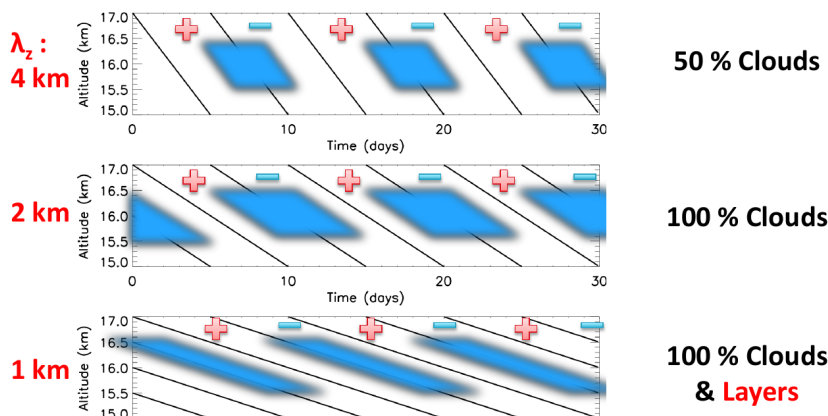 λz :
4 km
Altitude (km)
17.0
16.5
16.0
15.5
15.0
0
10
20
30
Time (days)
50 % Clouds
2 km
Altitude (km)
17.0
16.5
16.0
15.5
15.0
0
10
20
30
Time (days)
100 % Clouds
1 km
Altitude (km)
17.0
16.5
16.0
15.5
15.0
100 % Clouds
& Layers